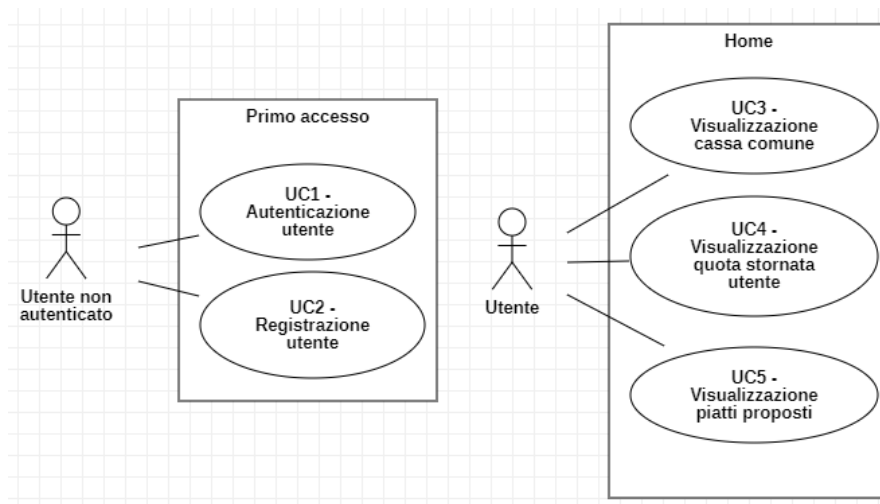 Primo accesso
UC1 -
Autenticazione
utente
UC2 -
Registrazione
utente
Utente non
autenticato
Home
UC3 -
Visualizzazione
cassa comune
UC4 -
Visualizzazione
quota stornata
utente
UC5 -
Visualizzazione
piatti proposti
Utente